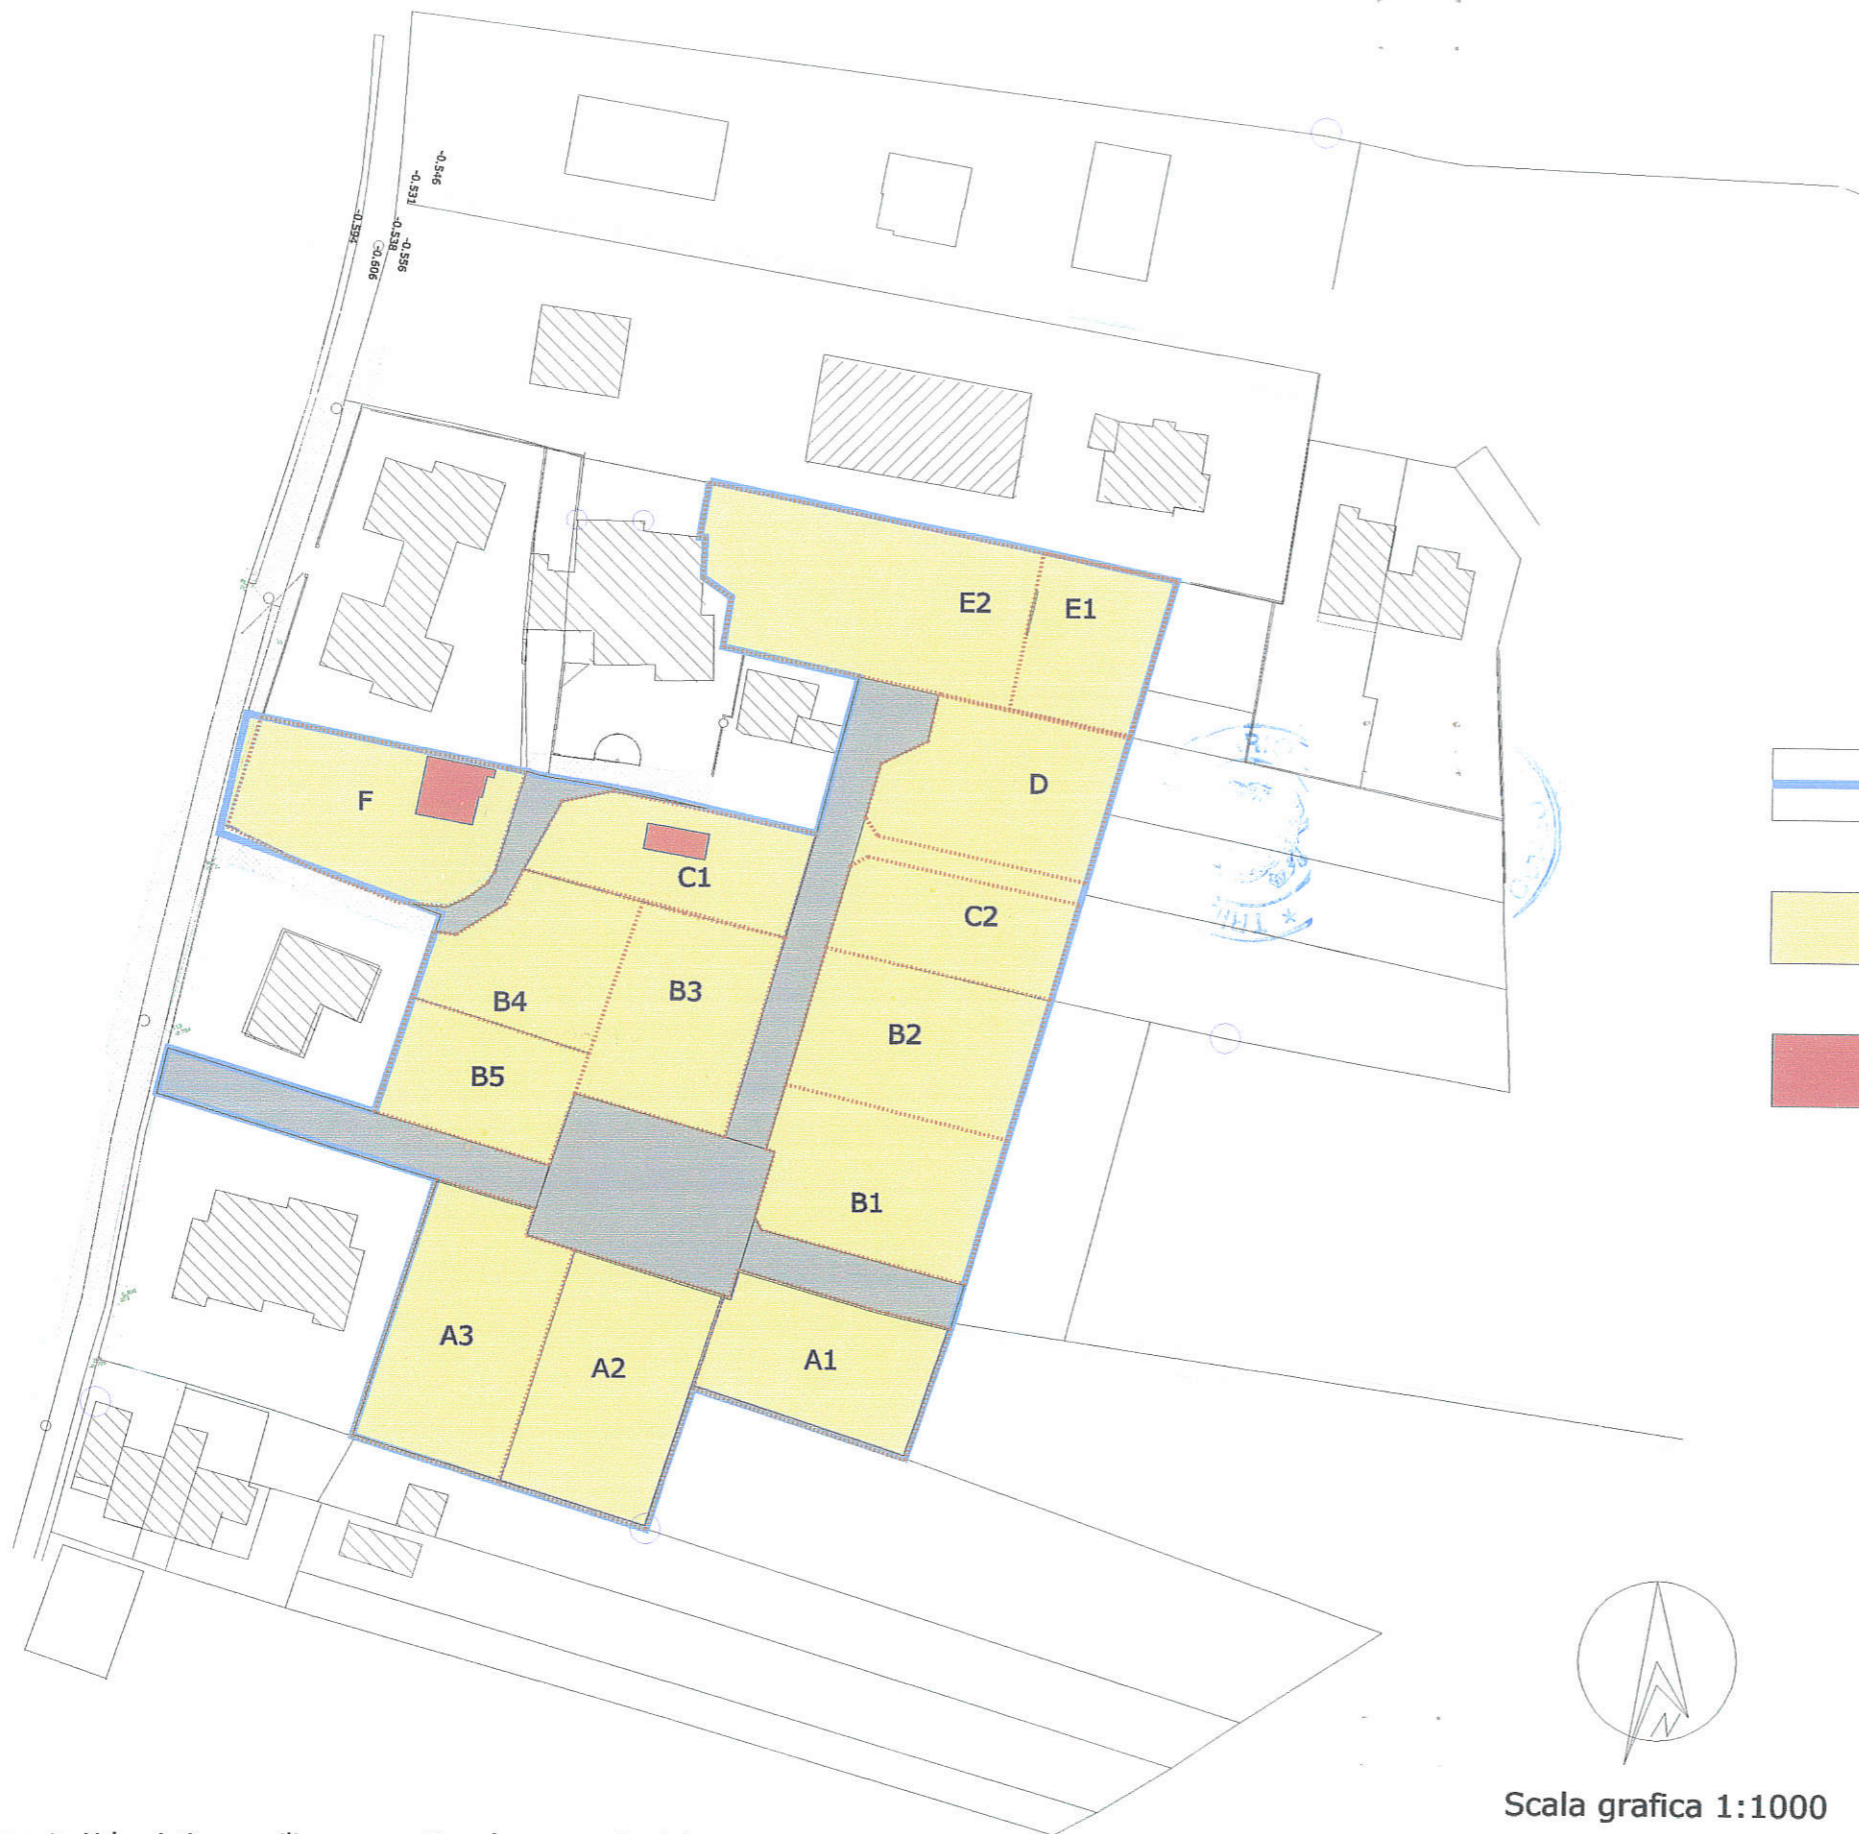 -0.546
-0.531
-0.594
-0.538
-0.556
-0.606
E2
E1
D
F
C1
C2
B4
B3
B2
B5
B1
A3
A2
A1
N
Scala grafica 1:1000